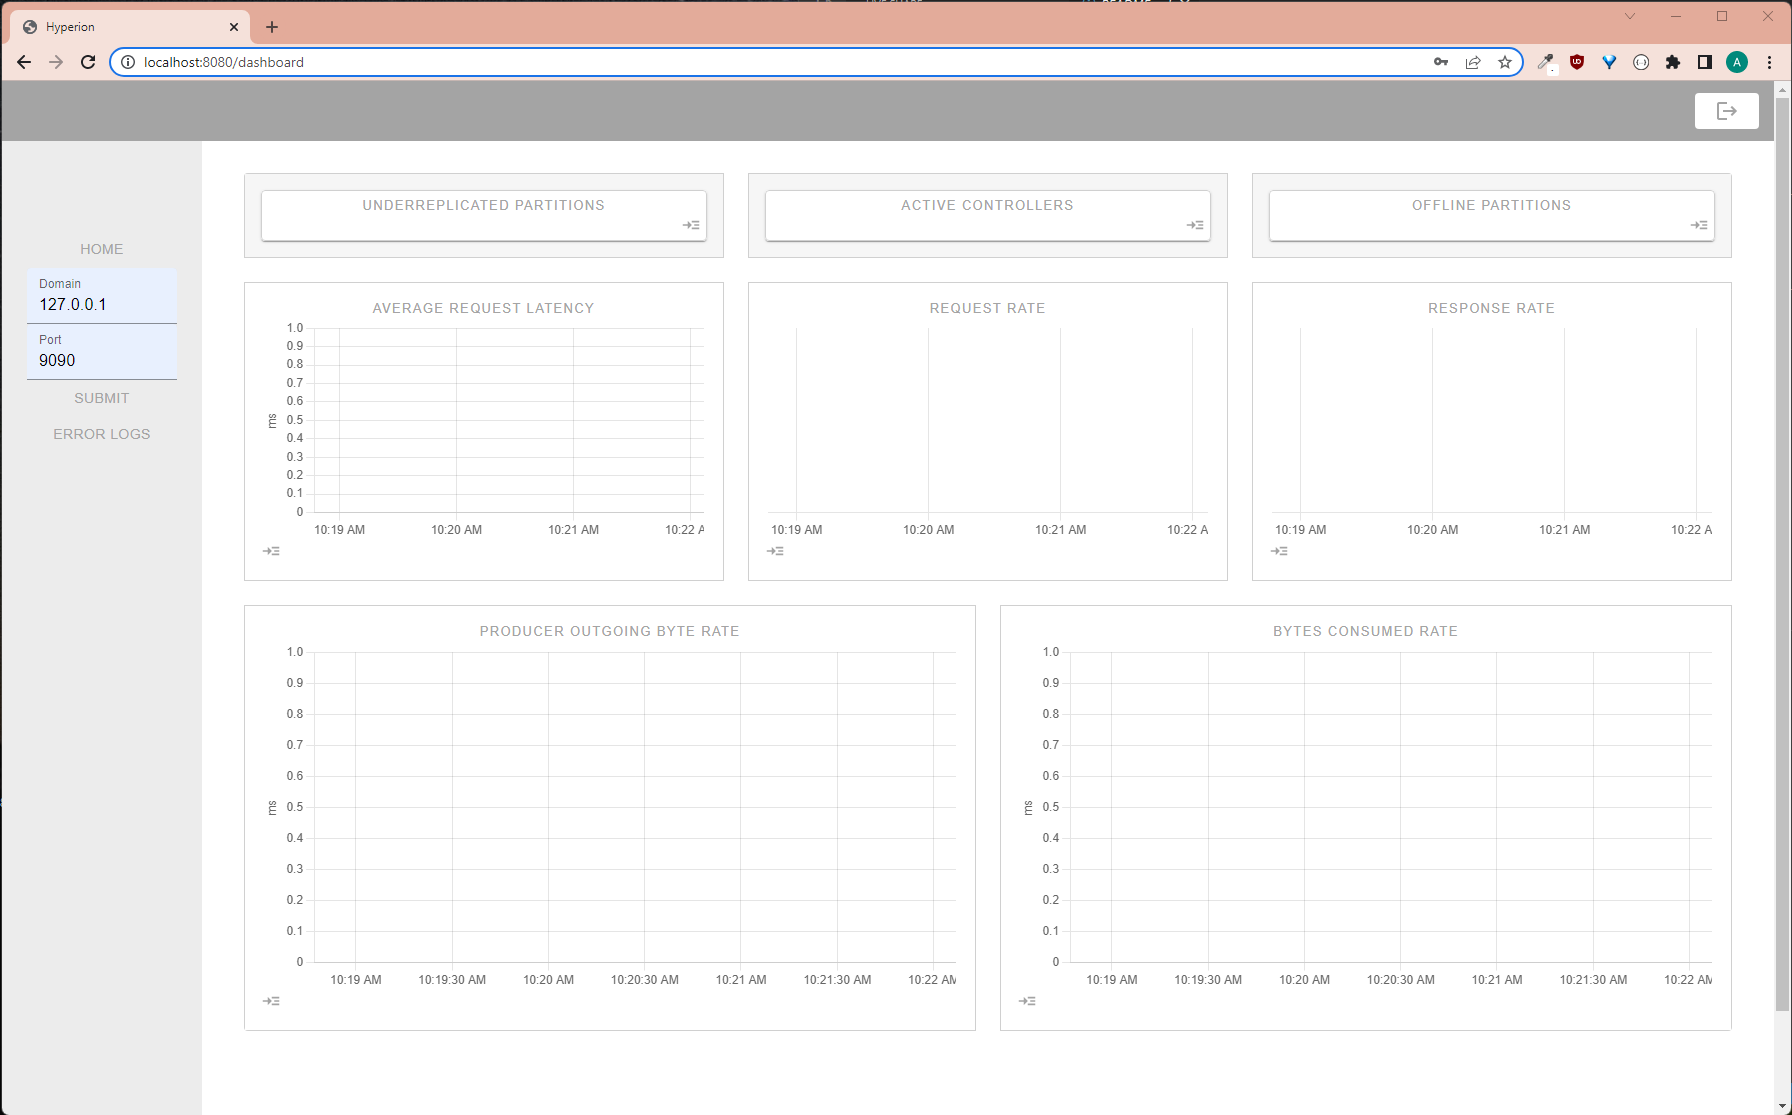 Hyperion
localhost:8080/dashboard
A
HOME
Domain
127.0.0.1
Port
9090
SUBMIT
ERROR LOGS
UNDERREPLICATED PARTITIONS
ACTIVE CONTROLLERS
OFFLINE PARTITIONS
AVERAGE REQUEST LATENCY
1.0
0.9
0.8
0.7
0.6
0.5
0.4
0.3
0.2
0.1
0
ms
10:19 AM 10:20 AM 10:21 AM 10:22 A
REQUEST RATE
10:19 AM 10:20 AM 10:21 AM 10:22 A
RESPONSE RATE
10:19 AM 10:20 AM 10:21 AM 10:22 A
PRODUCER OUTGOING BYTE RATE
1.0
0.9
0.8
0.7
0.6
0.5
0.4
0.3
0.2
0.1
0
ms
10:19 AM 10:19:30 AM 10:20 AM 10:20:30 AM 10:21 AM 10:21:30 AM 10:22 AM
BYTES CONSUMED RATE
1.0
0.9
0.8
0.7
0.6
0.5
0.4
0.3
0.2
0.1
0
ms
10:19 AM 10:19:30 AM 10:20 AM 10:20:30 AM 10:21 AM 10:21:30 AM 10:22 AM